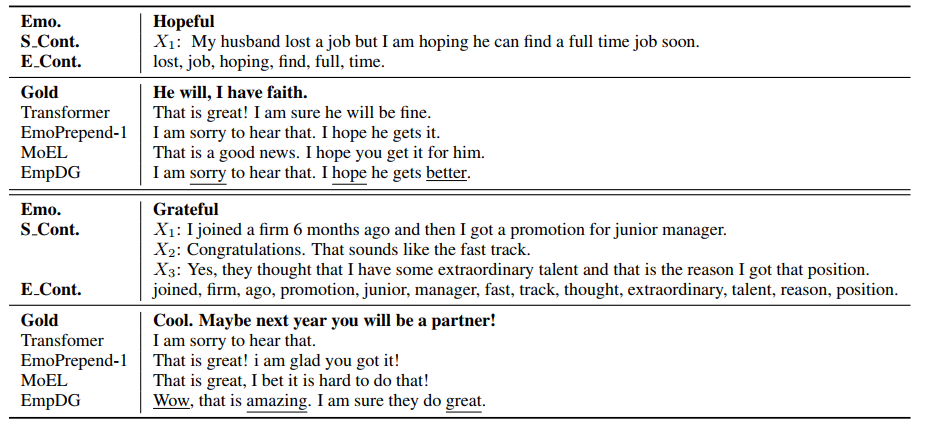 Emo. Hopeful
S_Cont. X1: My husband lost a job but I am hoping he can find a full time job soon.
E_Cont. lost, job, hoping, find, full, time.
Gold He will, I have faith.
Transformer That is great! I am sure he will be fine.
EmoPrepend-1 I am sorry to hear that. I hope he gets it.
MoEL That is a good news. I hope you get it for him.
EmpDG I am sorry to hear that. I hope he gets better.
Emo. Grateful
S_Cont. X1: I joined a firm 6 months ago and then I got a promotion for junior manager.
X2: Congratulations. That sounds like the fast track.
X3: Yes, they thought that I have some extraordinary talent and that is the reason I got that position.
E_Cont. joined, firm, ago, promotion, junior, manager, fast, track, thought, extraordinary, talent, reason, position.
Gold Cool. Maybe next year you will be a partner!
Transfomer I am sorry to hear that.
EmoPrepend-1 That is great! i am glad you got it!
MoEL That is great, I bet it is hard to do that!
EmpDG Wow, that is amazing. I am sure they do great.